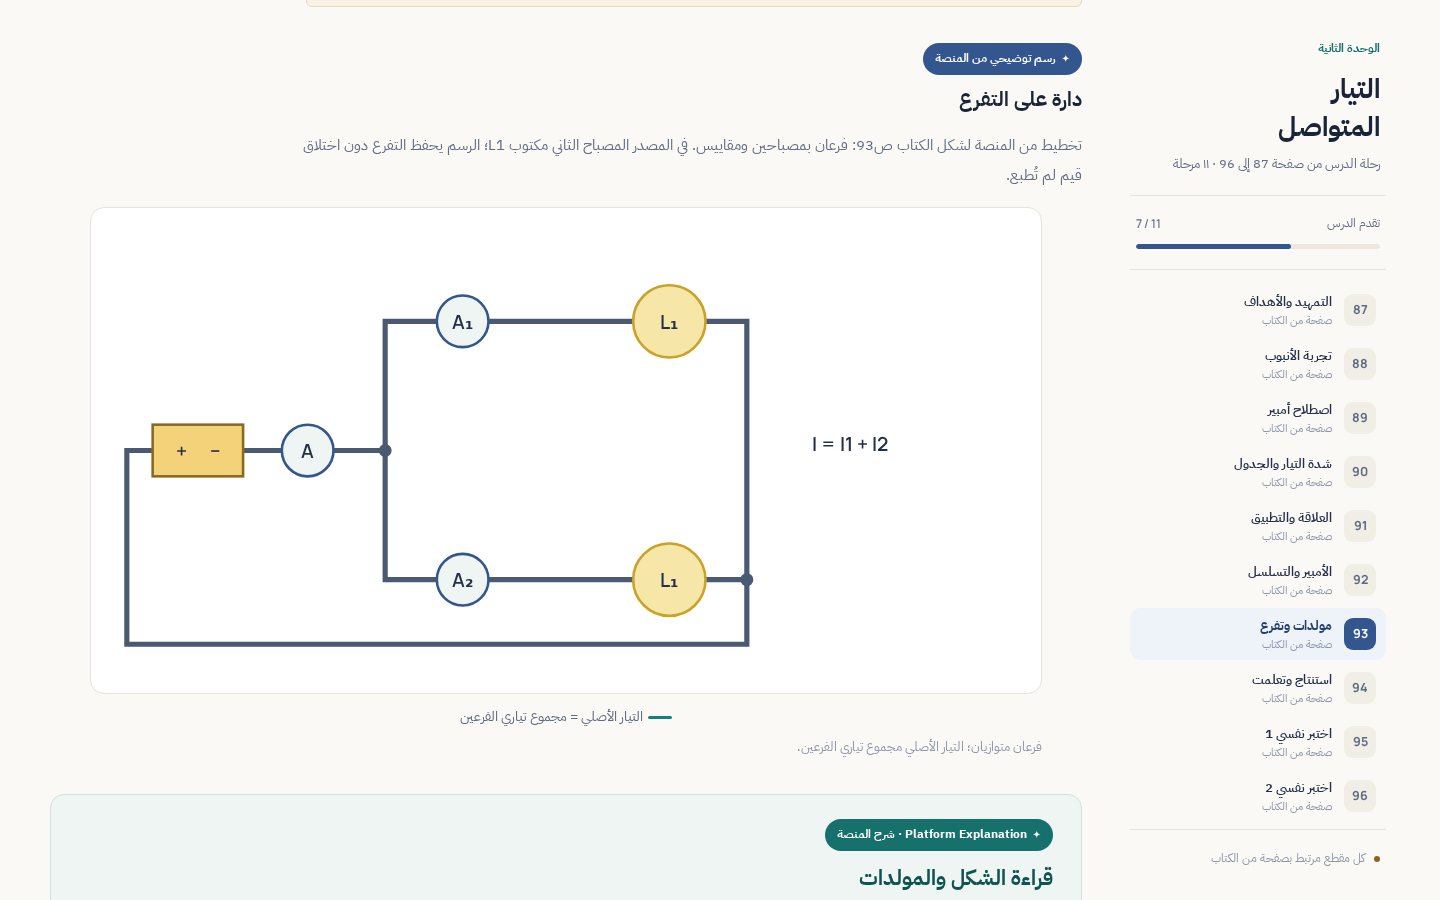 الوحدة الثانية
التيار
المتواصل
رحلة الدرس من صفحة 87 إلى 96 · ١١ مرحلة
تقدم الدرس
7 / 11
87
التمهيد والأهداف
صفحة من الكتاب
88
تجربة الأنبوب
صفحة من الكتاب
89
اصطلاح أمبير
صفحة من الكتاب
90
شدة التيار والجدول
صفحة من الكتاب
91
العلاقة والتطبيق
صفحة من الكتاب
92
الأمبير والتسلسل
صفحة من الكتاب
93
مولدات وتفرع
صفحة من الكتاب
94
استنتاج وتعلمت
صفحة من الكتاب
95
اختبر نفسي 1
صفحة من الكتاب
96
اختبر نفسي 2
صفحة من الكتاب
كل مقطع مرتبط بصفحة من الكتاب
✦ رسم توضيحي من المنصة
دارة على التفرع
تخطيط من المنصة لشكل الكتاب ص93: فرعان بمصباحين ومقاييس. في المصدر المصباح الثاني مكتوب L1؛ الرسم يحفظ التفرع دون اختلاق
قيم لم تُطبع.
A₁
L₁
+ −
A
I = I1 + I2
A₂
L₁
التيار الأصلي = مجموع تياري الفرعين
فرعان متوازيان؛ التيار الأصلي مجموع تياري الفرعين.
✦ Platform Explanation · شرح المنصة
قراءة الشكل والمولدات